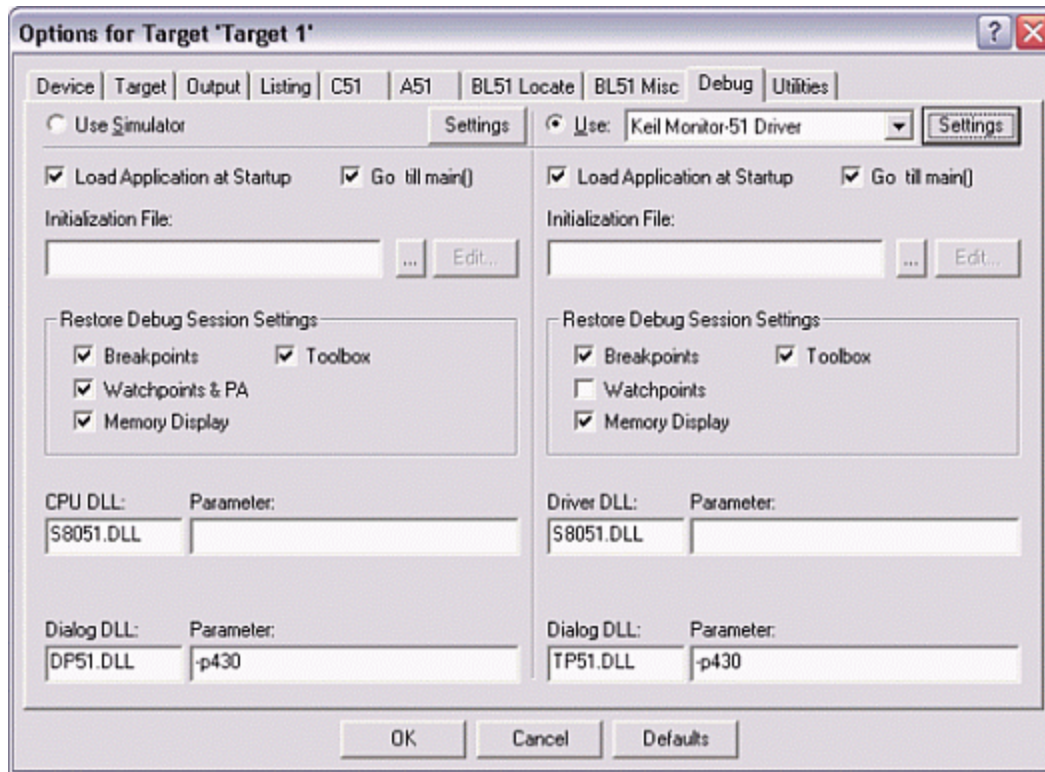 Options for Target 'Target 1'
Device Target Output Listing C51 A51 BL51 Locate BL51 Misc Debug Utilities
Use Simulator Settings
Load Application at Startup Go till main()
Initialization File:
... Edit...
Restore Debug Session Settings
Breakpoints Toolbox
Watchpoints & PA
Memory Display
CPU DLL: Parameter:
S8051.DLL
Dialog DLL: Parameter:
DP51.DLL -p430
Use: Keil Monitor-51 Driver Settings
Load Application at Startup Go till main()
Initialization File:
... Edit...
Restore Debug Session Settings
Breakpoints Toolbox
Watchpoints
Memory Display
Driver DLL: Parameter:
S8051.DLL
Dialog DLL: Parameter:
TP51.DLL -p430
OK Cancel Defaults